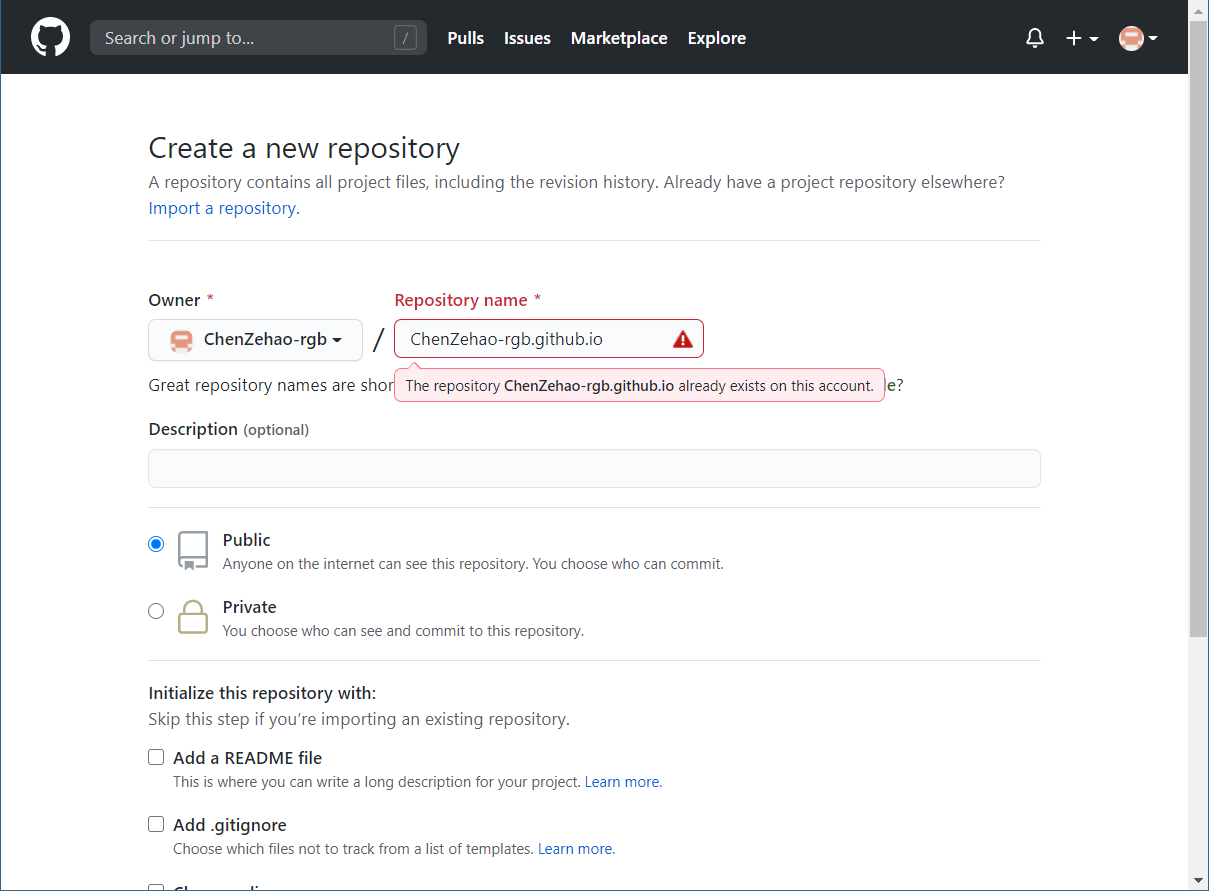 Search or jump to... / Pulls Issues Marketplace Explore
Create a new repository
A repository contains all project files, including the revision history. Already have a project repository elsewhere?
Import a repository.
Owner * Repository name *
ChenZehao-rgb / ChenZehao-rgb.github.io
Great repository names are shor e?
The repository ChenZehao-rgb.github.io already exists on this account.
Description (optional)
Public
Anyone on the internet can see this repository. You choose who can commit.
Private
You choose who can see and commit to this repository.
Initialize this repository with:
Skip this step if you’re importing an existing repository.
Add a README file
This is where you can write a long description for your project. Learn more.
Add .gitignore
Choose which files not to track from a list of templates. Learn more.